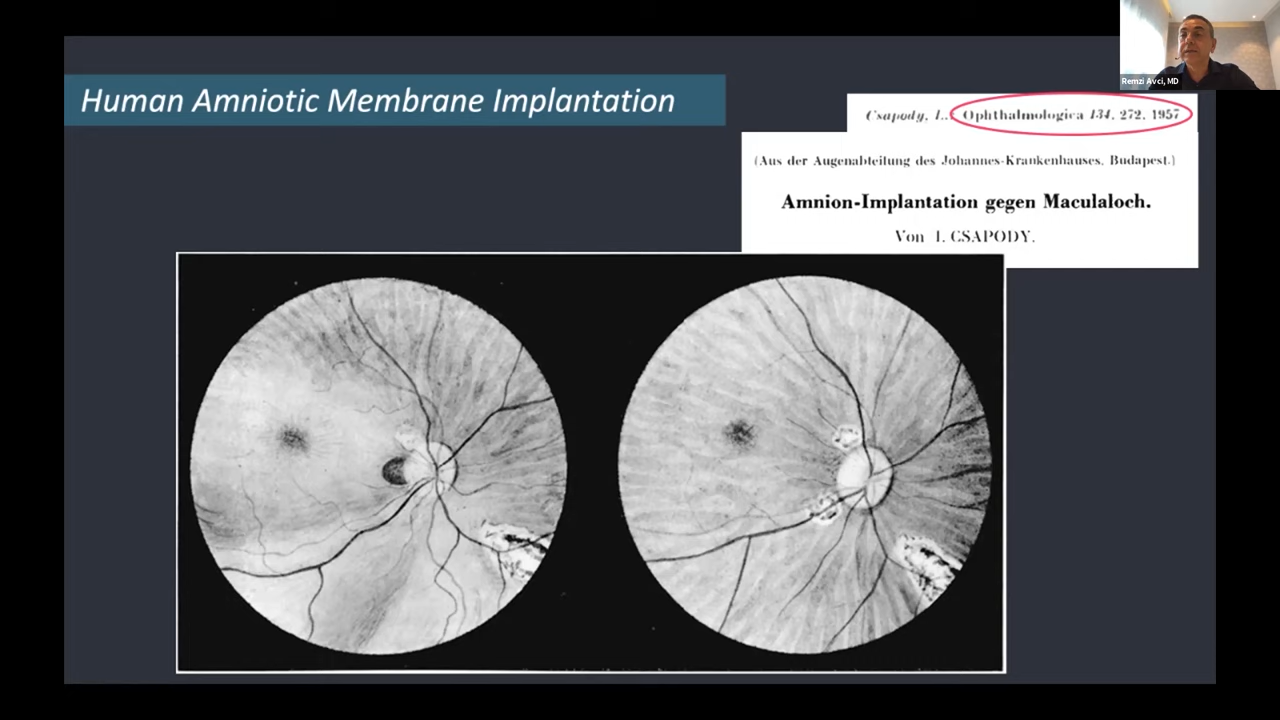 Human Amniotic Membrane Implantation
Remzi Avci, MD
Csapody, I.. Ophthalmologica 134, 272, 1957
(Aus der Augenabteilung des Johannes-Krankenhauses, Budapest.)
Amnion-Implantation gegen Maculaloch.
Von I. CSAPODY.